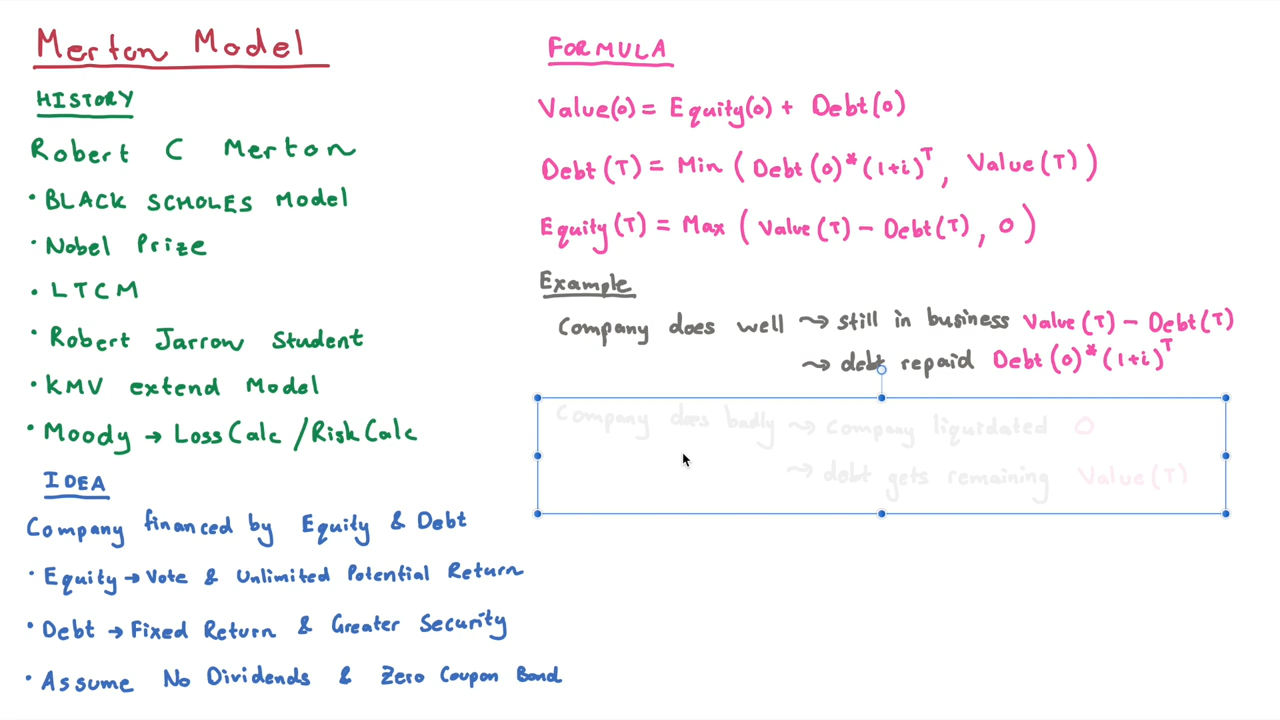 Merton Model
HISTORY
Robert C Merton
• BLACK SCHOLES Model
• Nobel Prize
• LTCM
• Robert Jarrow Student
• KMV extend Model
• Moody → Loss Calc / Risk Calc
IDEA
Company financed by Equity & Debt
• Equity → Vote & Unlimited Potential Return
• Debt → Fixed Return & Greater Security
• Assume No Dividends & Zero Coupon Bond
FORMULA
Value(0) = Equity(0) + Debt(0)
Debt(T) = Min (Debt(0)*(1+i)^T, Value(T))
Equity(T) = Max (Value(T) - Debt(T), 0)
Example
Company does well ⇝ still in business Value(T) - Debt(T)
⇝ debt repaid Debt(0)*(1+i)^T
Company does badly ⇝ company liquidated 0
⇝ debt gets remaining Value(T)